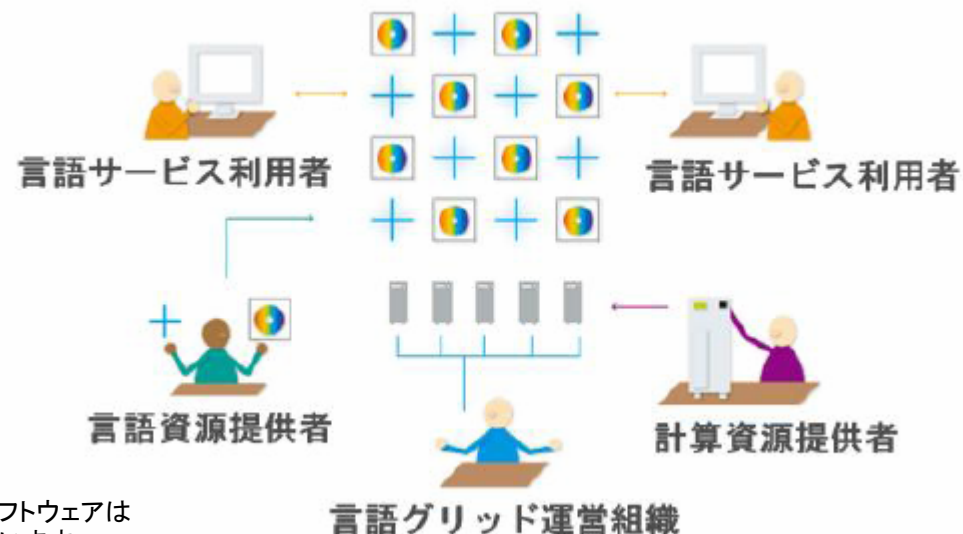 言語サービス利用者
言語サービス利用者
言語資源提供者
計算資源提供者
言語グリッド運営組織
フトウェアは